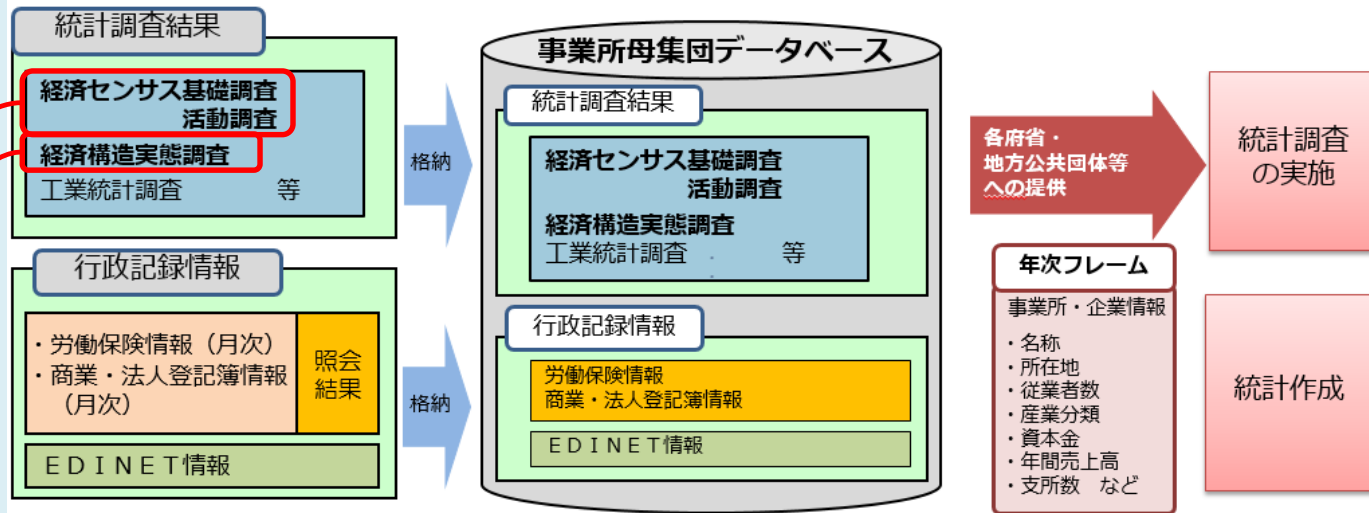 統計調査結果
経済センサス基礎調査
活動調査
経済構造実態調査
工業統計調査　　　　等
格納
行政記録情報
・労働保険情報（月次）
・商業・法人登記簿情報
（月次）
照会
結果
ＥＤＩＮＥＴ情報
格納
事業所母集団データベース
統計調査結果
経済センサス基礎調査
活動調査
経済構造実態調査
工業統計調査　　　　等
行政記録情報
労働保険情報
商業・法人登記簿情報
ＥＤＩＮＥＴ情報
各府省・
地方公共団体等
への提供
年次フレーム
事業所・企業情報
・名称
・所在地
・従業者数
・産業分類
・資本金
・年間売上高
・支所数　など
統計調査
の実施
統計作成